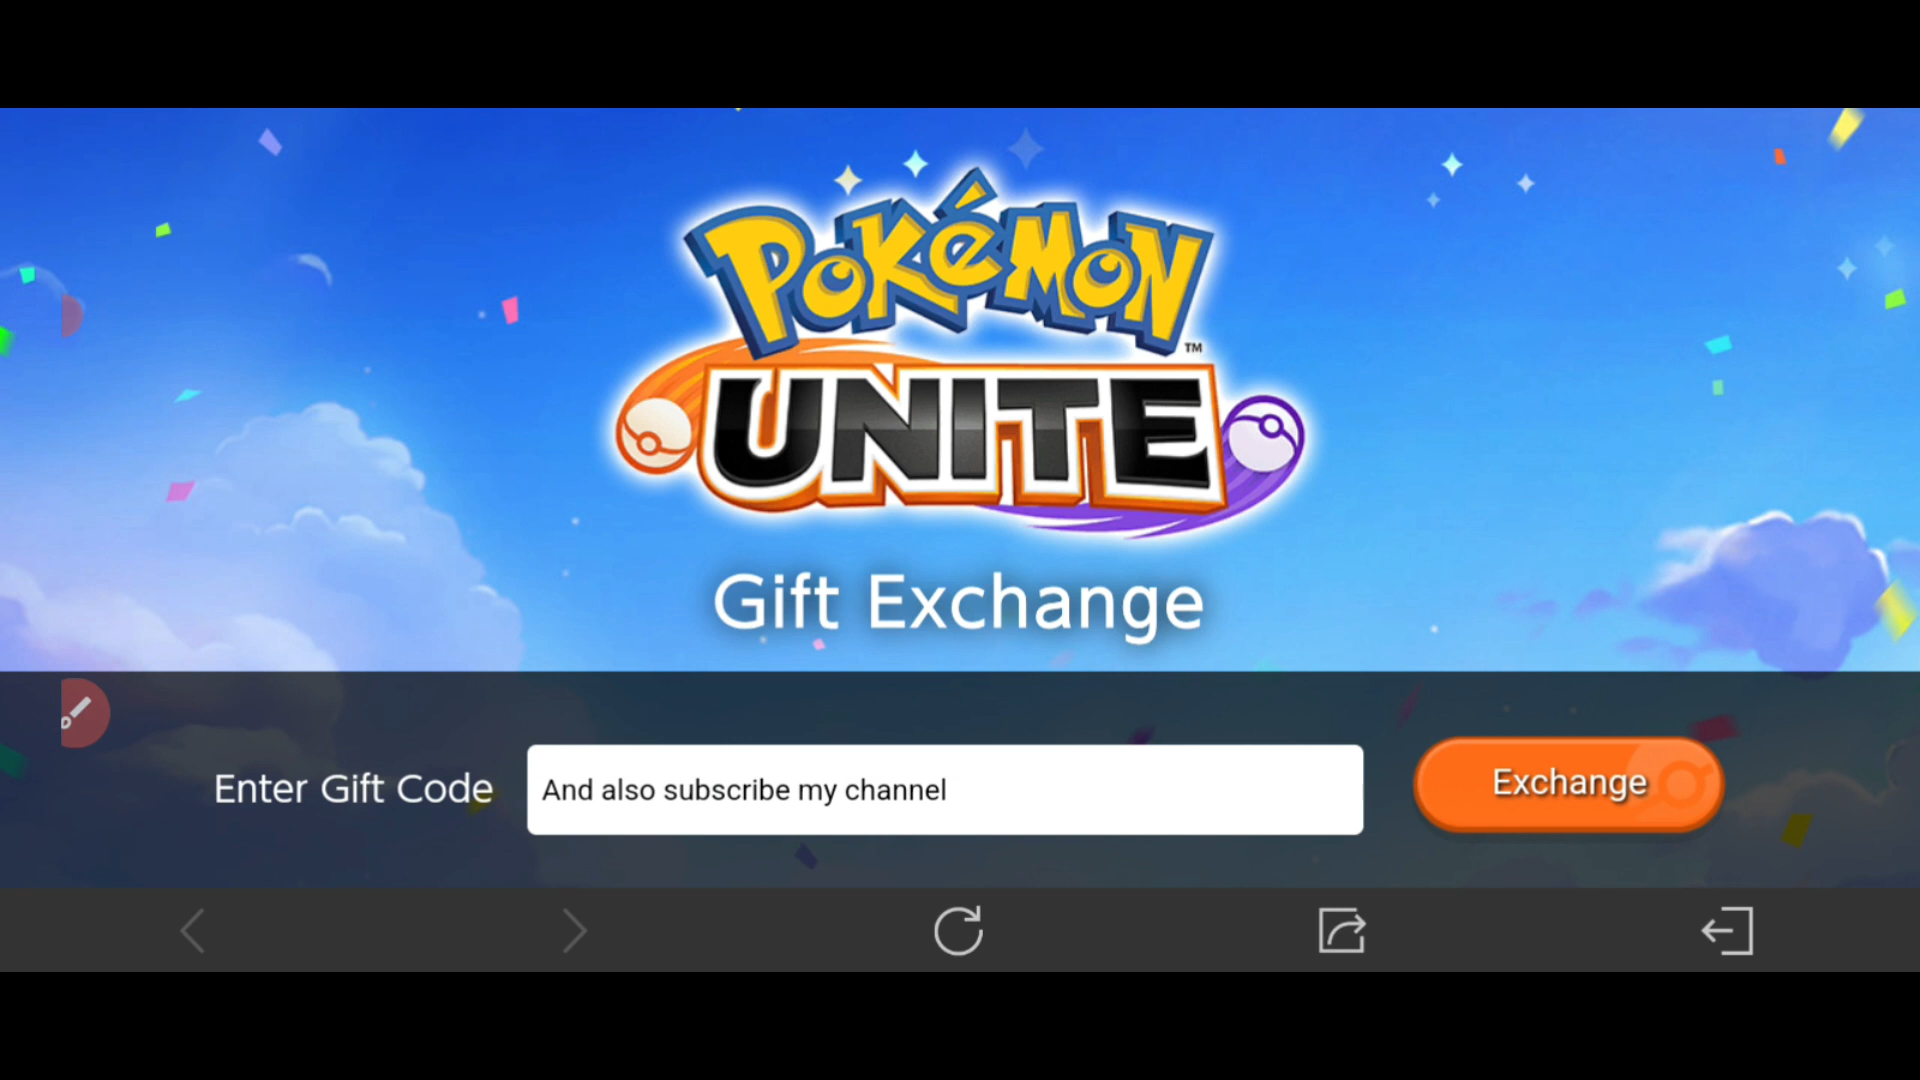 POKéMON
TM
UNITE
Gift Exchange
Enter Gift Code
And also subscribe my channel
Exchange